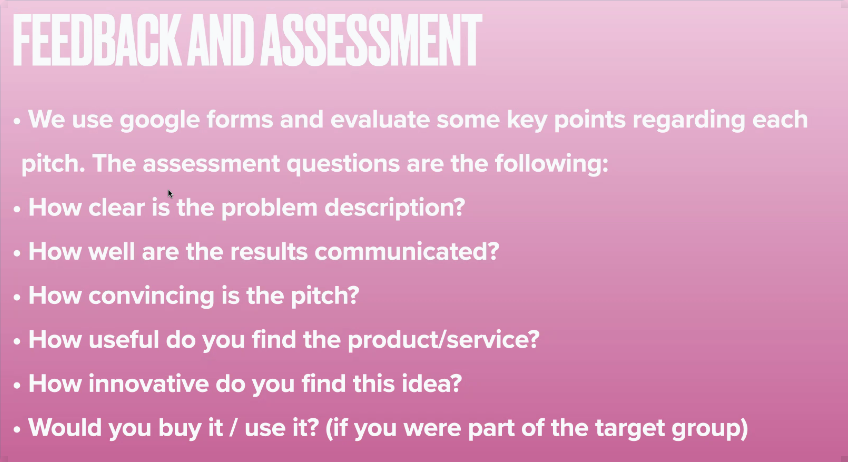 FEEDBACK AND ASSESSMENT
• We use google forms and evaluate some key points regarding each
pitch. The assessment questions are the following:
• How clear is the problem description?
• How well are the results communicated?
• How convincing is the pitch?
• How useful do you find the product/service?
• How innovative do you find this idea?
• Would you buy it / use it? (if you were part of the target group)